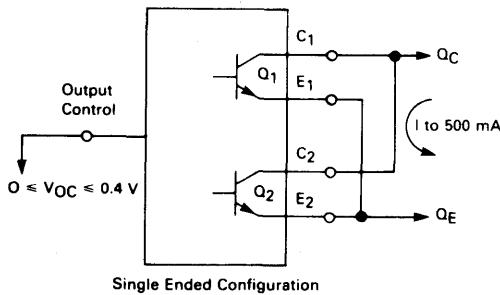 C1
Q1
QC
Output
Control
E1
I to 500 mA
C2
O ≤ VOC ≤ 0.4 V
Q2
E2
QE
Single Ended Configuration